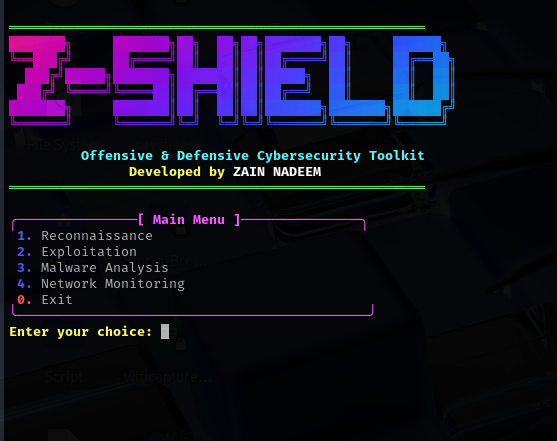 Z-SHIELD
Offensive & Defensive Cybersecurity Toolkit
Developed by ZAIN NADEEM
[ Main Menu ]
1. Reconnaissance
2. Exploitation
3. Malware Analysis
4. Network Monitoring
0. Exit
Enter your choice:
Script